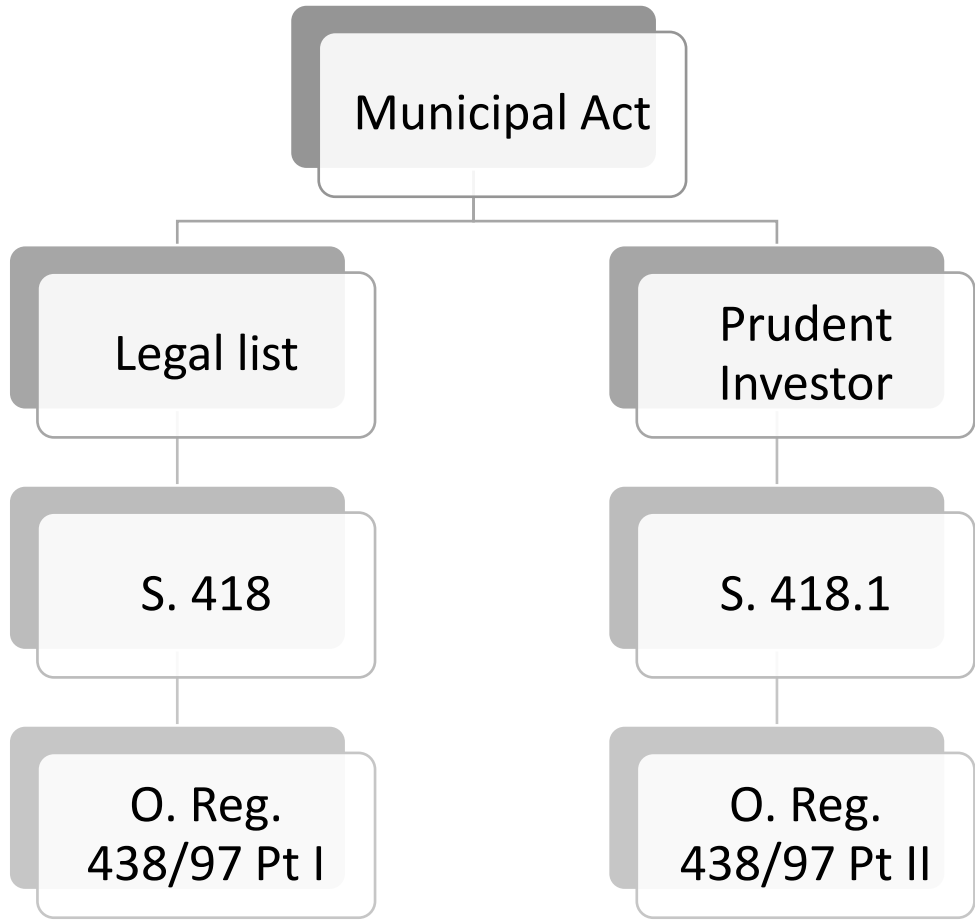 Municipal Act
Legal list
Prudent
Investor
S. 418
S. 418.1
O. Reg.
438/97 Pt I
O. Reg.
438/97 Pt II